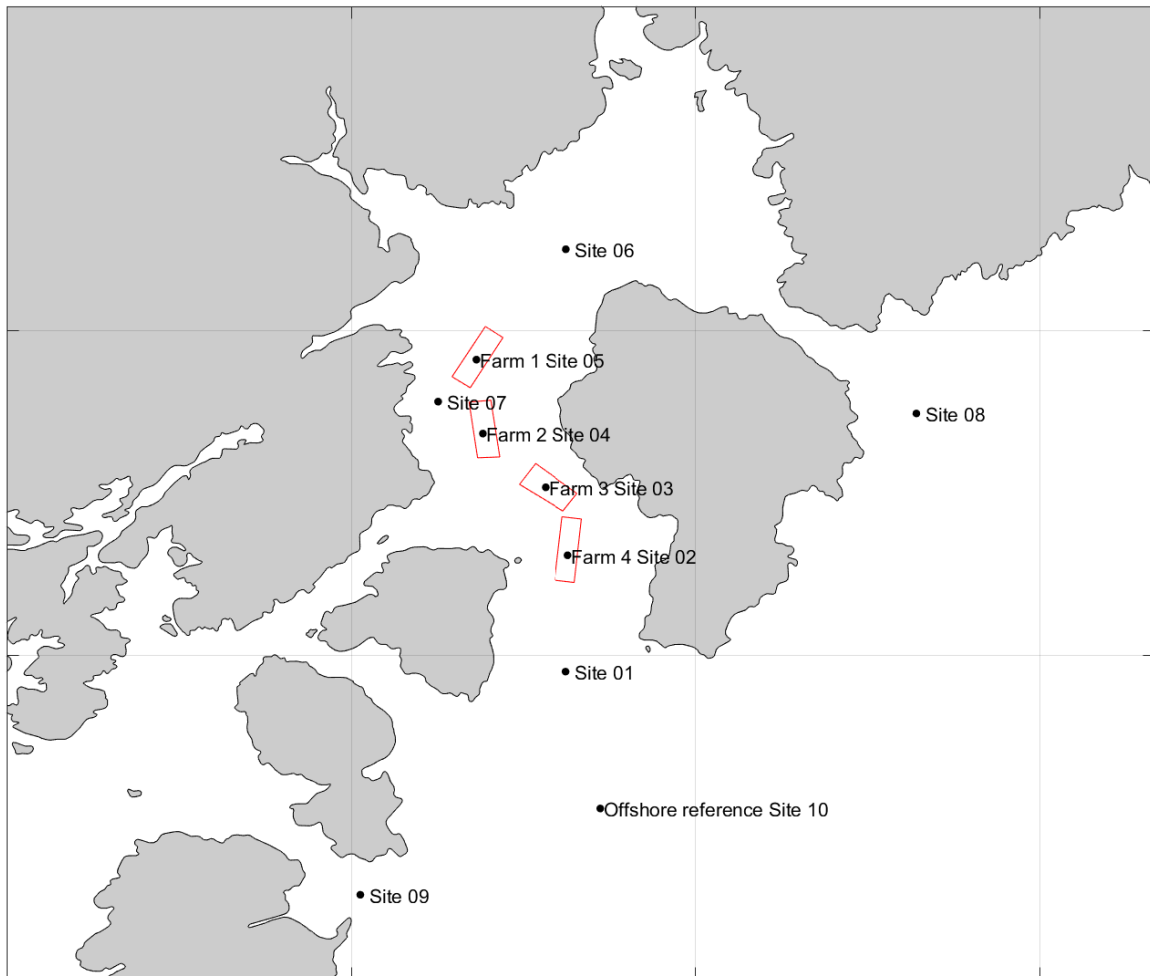 Site 06
Farm 1 Site 05
Site 07
Site 08
Farm 2 Site 04
Farm 3 Site 03
Farm 4 Site 02
Site 01
Offshore reference Site 10
Site 09